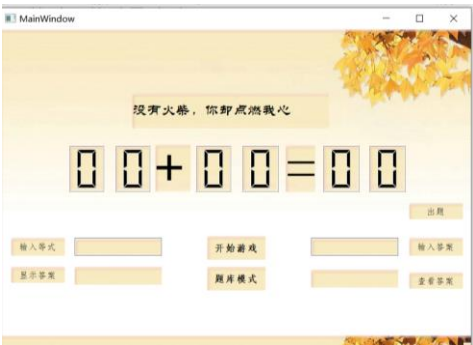 MainWindow
没有火柴，你却点燃我心
00+00=00
出题
输入等式
开始游戏
输入答案
显示答案
题库模式
查看答案